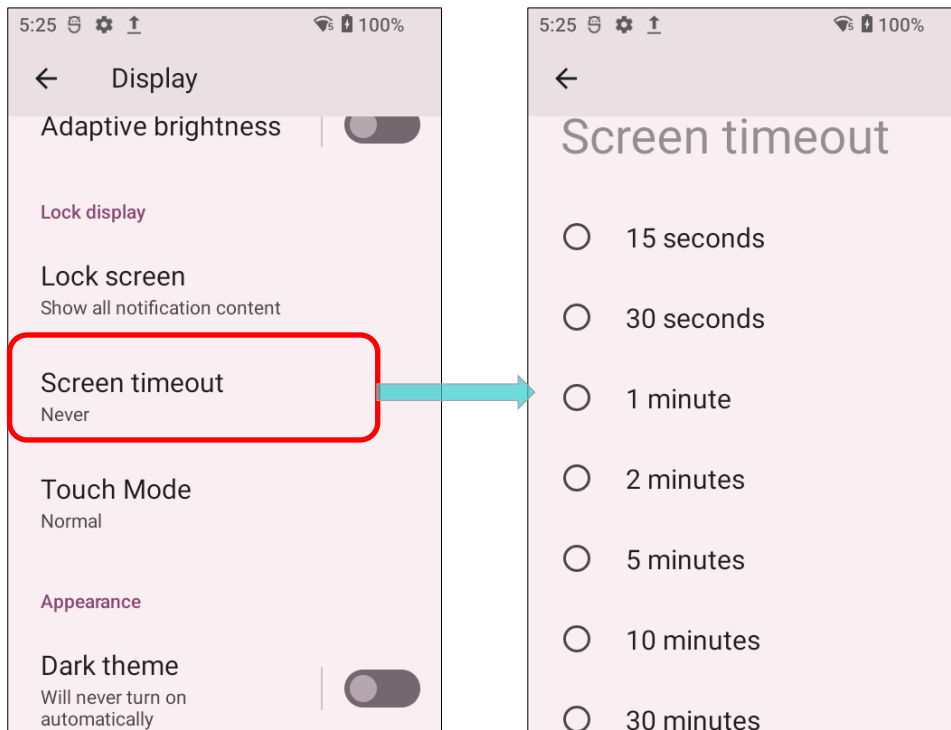 5:25 100%
Display
Adaptive brightness
Lock display
Lock screen
Show all notification content
Screen timeout
Never
Touch Mode
Normal
Appearance
Dark theme
Will never turn on
automatically
5:25 100%
Screen timeout
15 seconds
30 seconds
1 minute
2 minutes
5 minutes
10 minutes
30 minutes